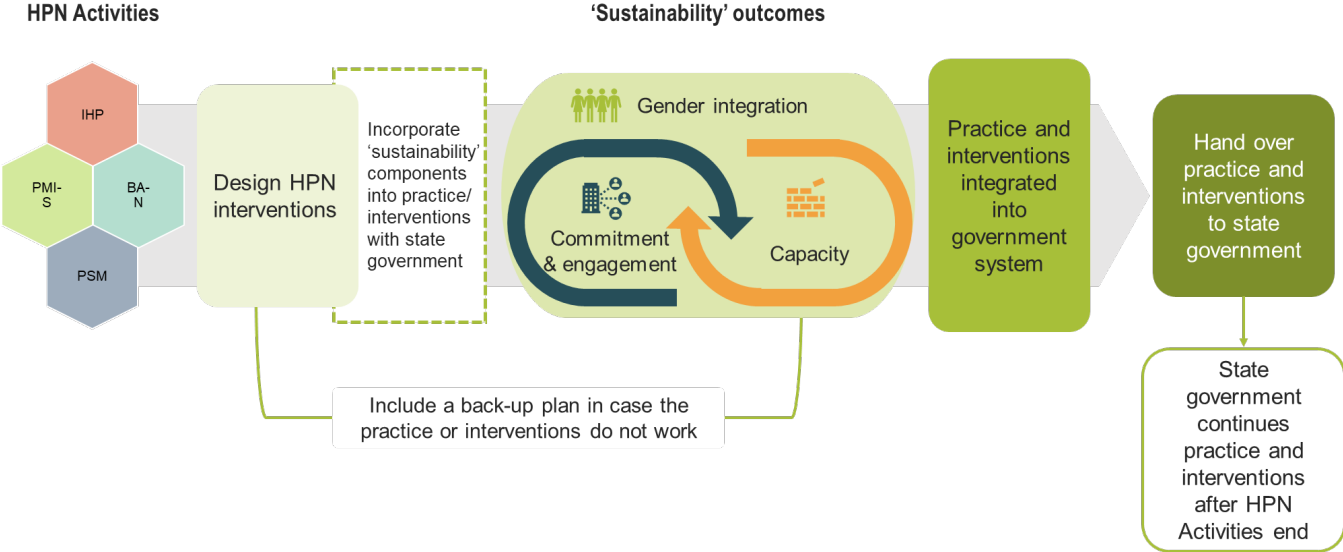 HPN Activities
‘Sustainability’ outcomes
IHP
PMI-
S
BA-
N
PSM
Design HPN
interventions
Incorporate
‘sustainability’
components
into practice/
interventions
with state
government
Gender integration
Commitment
& engagement
Capacity
Practice and
interventions
integrated
into
government
system
Hand over
practice and
interventions
to state
government
Include a back-up plan in case the
practice or interventions do not work
State
government
continues
practice and
interventions
after HPN
Activities end